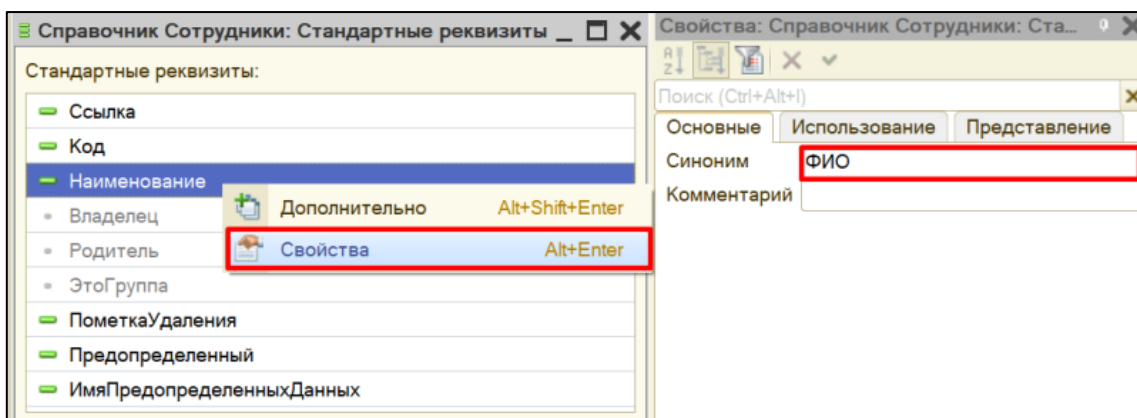 Справочник Сотрудники: Стандартные реквизиты
Стандартные реквизиты:
Ссылка
Код
Наименование
Владелец
Родитель
ЭтоГруппа
ПометкаУдаления
Предопределенный
ИмяПредопределенныхДанных
Дополнительно Alt+Shift+Enter
Свойства Alt+Enter
Свойства: Справочник Сотрудники: Ста...
Поиск (Ctrl+Alt+I)
Основные Использование Представление
Синоним ФИО
Комментарий